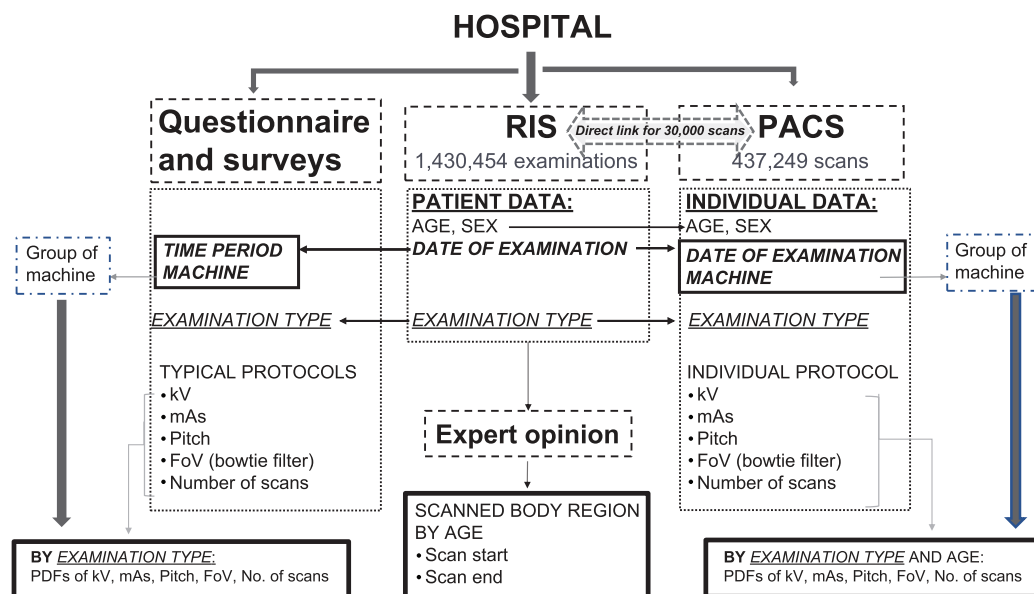 HOSPITAL
Questionnaire
and surveys
RIS
1,430,454 examinations
Direct link for 30,000 scans
PACS
437,249 scans
Group of
machine
TIME PERIOD
MACHINE
EXAMINATION TYPE
TYPICAL PROTOCOLS
• kV
• mAs
• Pitch
• FoV (bowtie filter)
• Number of scans
PATIENT DATA:
AGE, SEX
DATE OF EXAMINATION
EXAMINATION TYPE
Expert opinion
SCANNED BODY REGION
BY AGE
• Scan start
• Scan end
INDIVIDUAL DATA:
AGE, SEX
DATE OF EXAMINATION
MACHINE
EXAMINATION TYPE
INDIVIDUAL PROTOCOL
• kV
• mAs
• Pitch
• FoV (bowtie filter)
• Number of scans
Group of
machine
BY EXAMINATION TYPE:
PDFs of kV, mAs, Pitch, FoV, No. of scans
BY EXAMINATION TYPE AND AGE:
PDFs of kV, mAs, Pitch, FoV, No. of scans